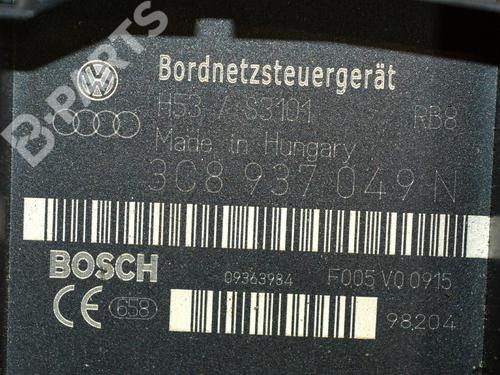 B-PARTS
Bordnetzsteuergerät
H53 / S3101 RB8
Made in Hungary
3C8 937 049 N
BOSCH 09363984 F005 V0 0915
CE 658 98204